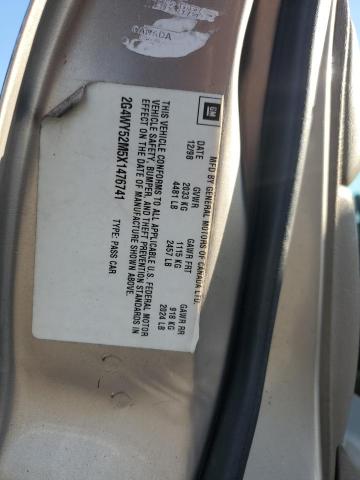 CANADA
GM
MFD BY GENERAL MOTORS OF CANADA LTD.
DATE GVWR GAWR FRT GAWR RR
12/98 2033 KG 1115 KG 918 KG
4481 LB 2457 LB 2024 LB
THIS VEHICLE CONFORMS TO ALL APPLICABLE U.S. FEDERAL MOTOR
VEHICLE SAFETY, BUMPER, AND THEFT PREVENTION STANDARDS IN
EFFECT ON THE DATE OF MANUFACTURE SHOWN ABOVE.
2G4WY52M5X1476741 TYPE: PASS CAR